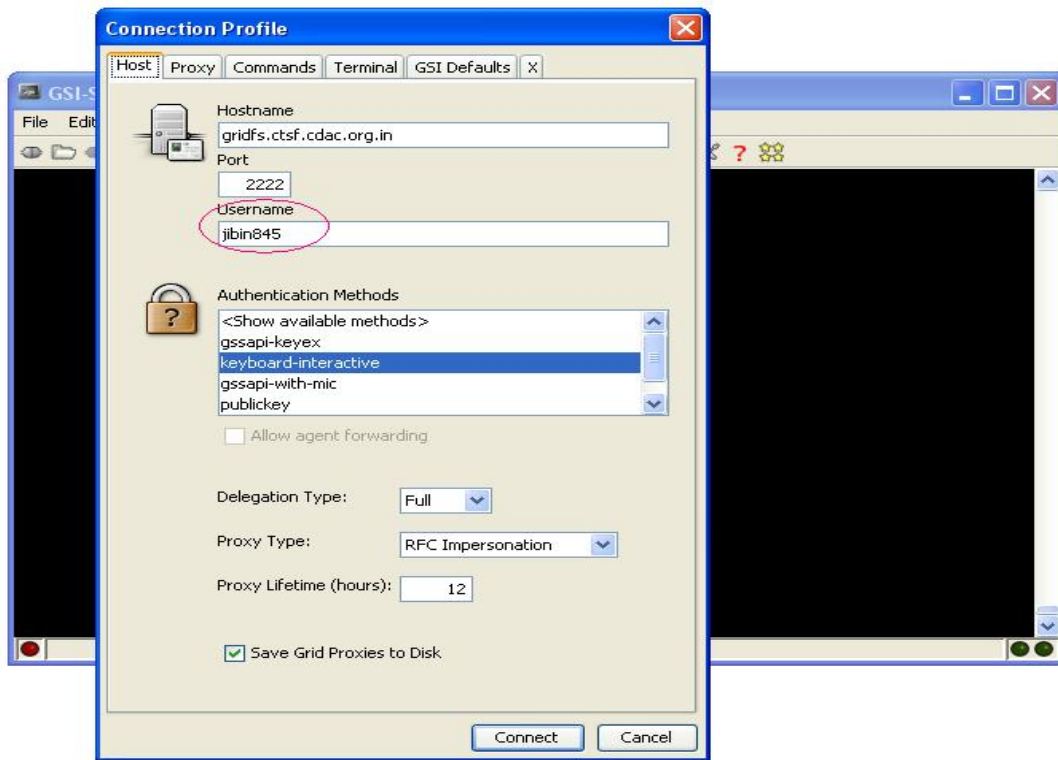 Connection Profile
Host Proxy Commands Terminal GSI Defaults X
GSI-S
File Edit
Hostname
gridfs.ctsf.cdac.org.in
Port
2222
Username
jibin845
?
Authentication Methods
<Show available methods>
gssapi-keyex
keyboard-interactive
gssapi-with-mic
publickey
Allow agent forwarding
Delegation Type: Full
Proxy Type: RFC Impersonation
Proxy Lifetime (hours): 12
Save Grid Proxies to Disk
Connect Cancel
?